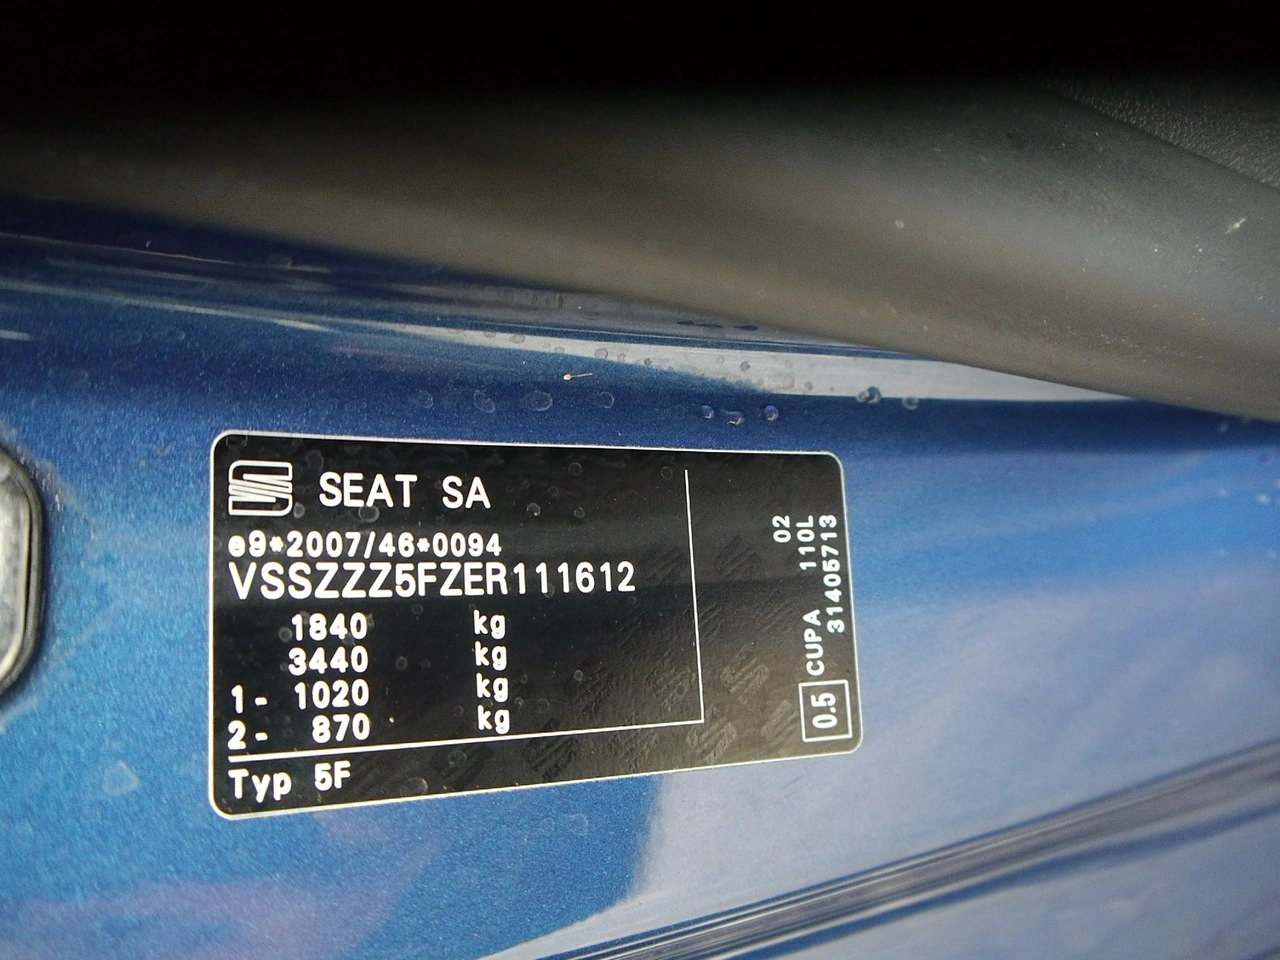 SEAT SA
e9*2007/46*0094
VSSZZZ5FZER111612
1840 kg
3440 kg
1- 1020 kg
2- 870 kg
Typ 5F
02
110L
31405713
0.5 CUPA